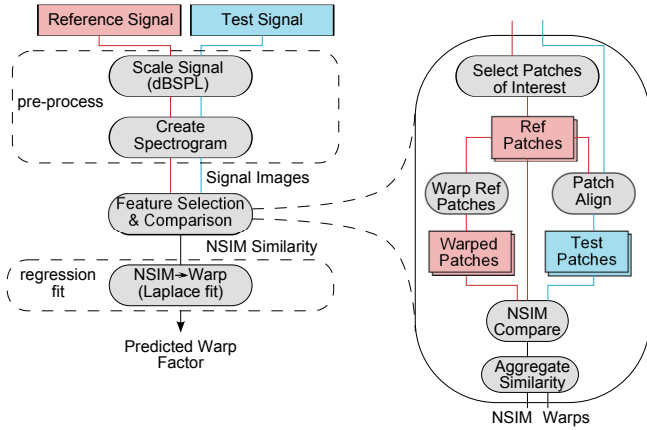 Reference Signal
Test Signal
Scale Signal
(dBSPL)
pre-process
Create
Spectrogram
Signal Images
Feature Selection
& Comparison
NSIM Similarity
regression
fit
NSIM→Warp
(Laplace fit)
Predicted Warp
Factor
Select Patches
of Interest
Ref
Patches
Warp Ref
Patches
Patch
Align
Warped
Patches
Test
Patches
NSIM
Compare
Aggregate
Similarity
NSIM Warps